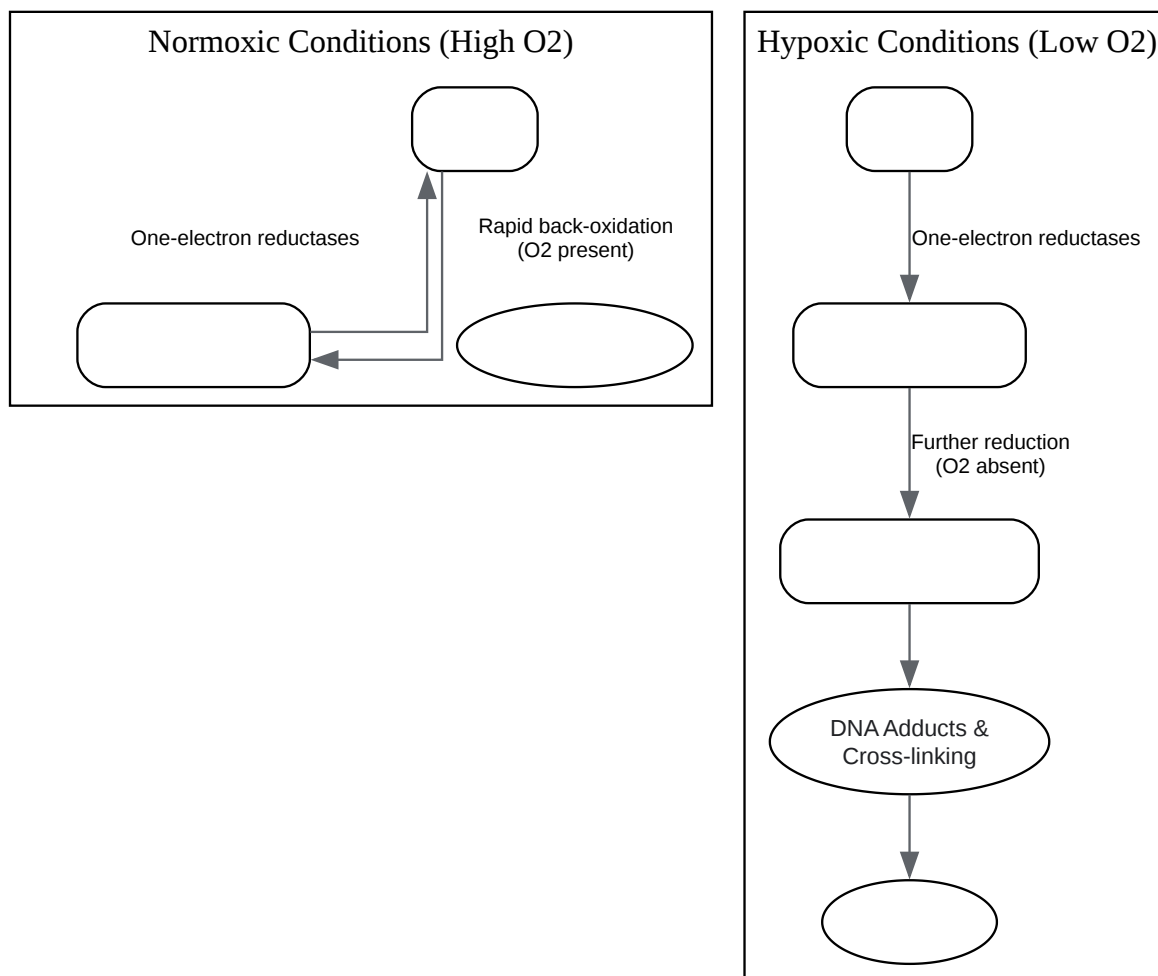 Normoxic Conditions (High O2)
One-electron reductases
Rapid back-oxidation
(O2 present)
Hypoxic Conditions (Low O2)
One-electron reductases
Further reduction
(O2 absent)
DNA Adducts &
Cross-linking